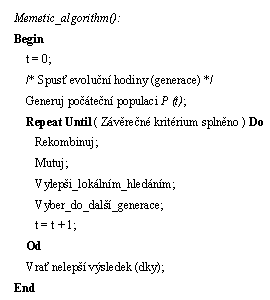 Memetic_algorithm():
Begin
t = 0;
/* Spusť evoluční hodiny (generace) */
Generuj počáteční populaci P (t);
Repeat Until ( Závěrečné kritérium splněno ) Do
Rekombinuj;
Mutuj;
Vylepši_lokálním_hledáním;
Vyber_do_další_generace;
t = t + 1;
Od
Vrať nelepší výsledek (dky);
End